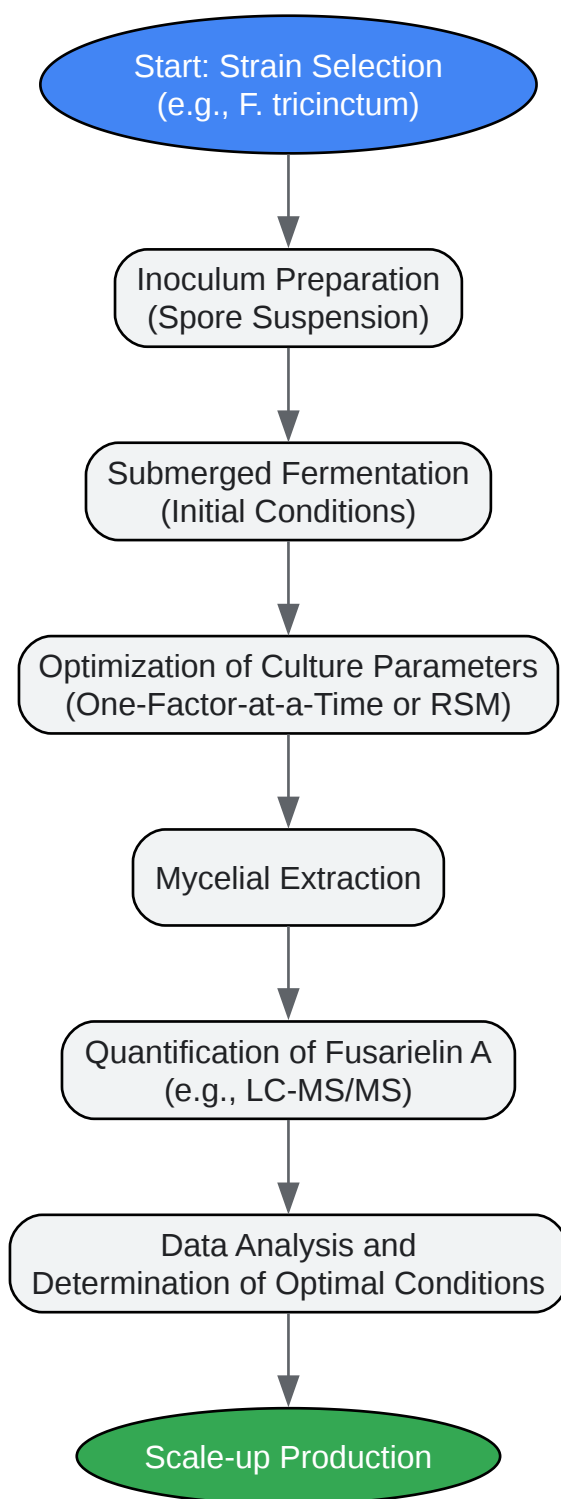 Start: Strain Selection
(e.g., F. tricinctum)
Inoculum Preparation
(Spore Suspension)
Submerged Fermentation
(Initial Conditions)
Optimization of Culture Parameters
(One-Factor-at-a-Time or RSM)
Mycelial Extraction
Quantification of Fusarielin A
(e.g., LC-MS/MS)
Data Analysis and
Determination of Optimal Conditions
Scale-up Production